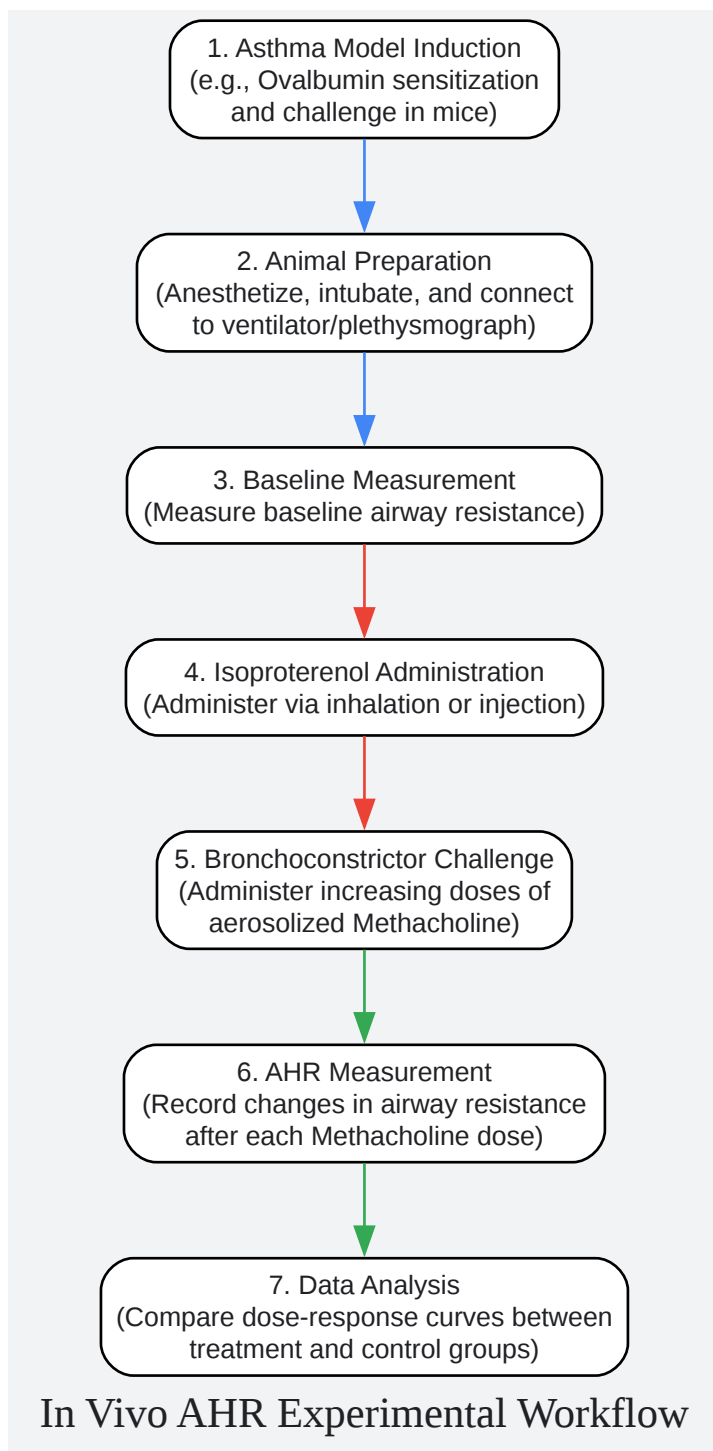 1. Asthma Model Induction
(e.g., Ovalbumin sensitization
and challenge in mice)
2. Animal Preparation
(Anesthetize, intubate, and connect
to ventilator/plethysmograph)
3. Baseline Measurement
(Measure baseline airway resistance)
4. Isoproterenol Administration
(Administer via inhalation or injection)
5. Bronchoconstrictor Challenge
(Administer increasing doses of
aerosolized Methacholine)
6. AHR Measurement
(Record changes in airway resistance
after each Methacholine dose)
7. Data Analysis
(Compare dose-response curves between
treatment and control groups)
In Vivo AHR Experimental Workflow